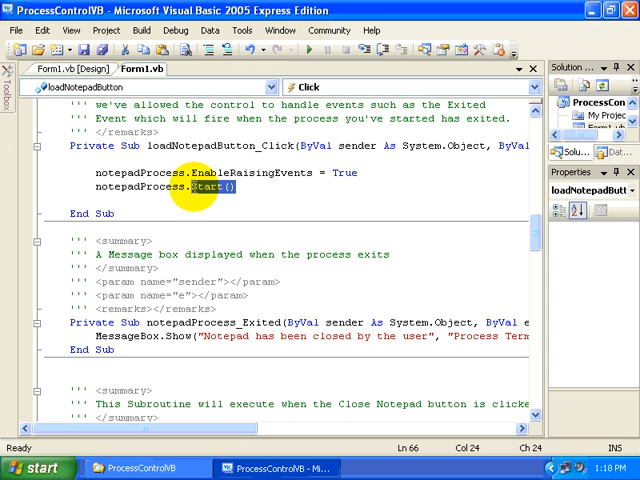 ProcessControlVB - Microsoft Visual Basic 2005 Express Edition
File Edit View Project Build Debug Data Tools Window Community Help
Toolbox
Form1.vb [Design] Form1.vb
loadNotepadButton Click
''' we've allowed the control to handle events such as the Exited
''' Event which will fire when the process you've started has exited.
''' </remarks>
Private Sub loadNotepadButton_Click(ByVal sender As System.Object, ByVal
notepadProcess.EnableRaisingEvents = True
notepadProcess.Start()
End Sub
''' <summary>
''' A Message box displayed when the process exits
''' </summary>
''' <param name="sender"></param>
''' <param name="e"></param>
''' <remarks></remarks>
Private Sub notepadProcess_Exited(ByVal sender As System.Object, ByVal e
MessageBox.Show("Notepad has been closed by the user", "Process Term
End Sub
''' <summary>
''' This Subroutine will execute when the Close Notepad button is clicke
''' </summary>
Solution ...
ProcessCon
My Projec
Form1.vb
Solu... Dat...
Properties
loadNotepadButt
Ready Ln 66 Col 24 Ch 24 INS
start ProcessControlVB ProcessControlVB - Mi... 1:18 PM